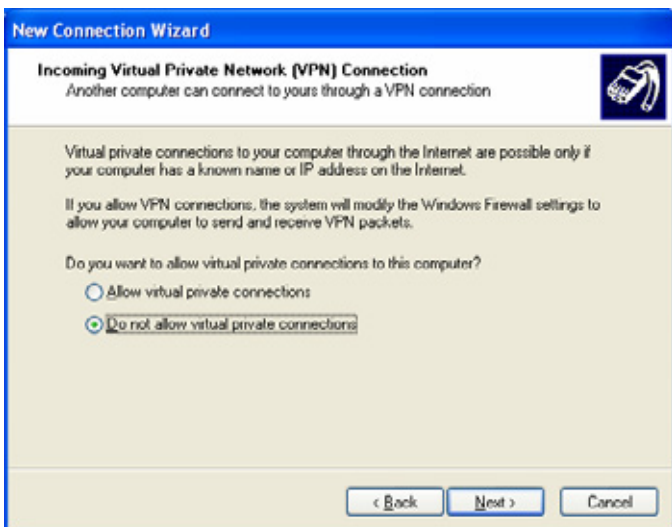 New Connection Wizard
Incoming Virtual Private Network (VPN) Connection
Another computer can connect to yours through a VPN connection
Virtual private connections to your computer through the Internet are possible only if
your computer has a known name or IP address on the Internet.
If you allow VPN connections, the system will modify the Windows Firewall settings to
allow your computer to send and receive VPN packets.
Do you want to allow virtual private connections to this computer?
Allow virtual private connections
Do not allow virtual private connections
< Back
Next >
Cancel